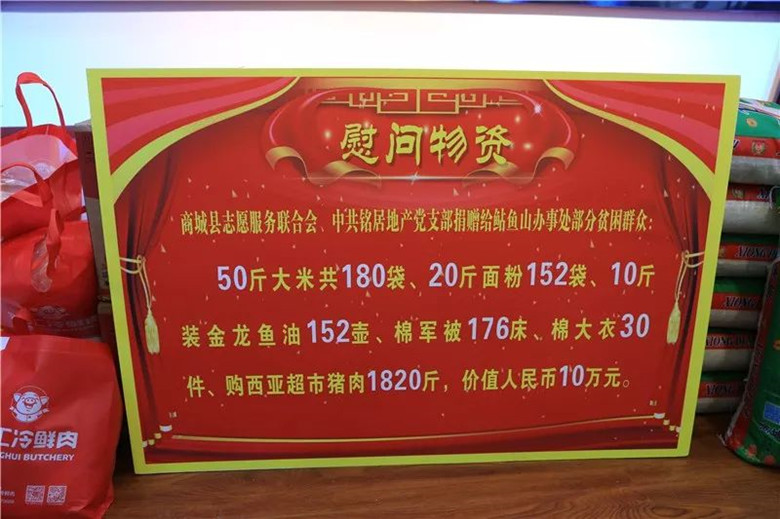 慰问物资
商城县志愿服务联合会、中共铭居地产党支部捐赠给鲇鱼山办事处部分贫困群众：
50斤大米共180袋、20斤面粉152袋、10斤
装金龙鱼油152壶、棉军被176床、棉大衣30
件、购西亚超市猪肉1820斤，价值人民币10万元。
冷鲜肉
GHUI BUTCHERY
XIONG